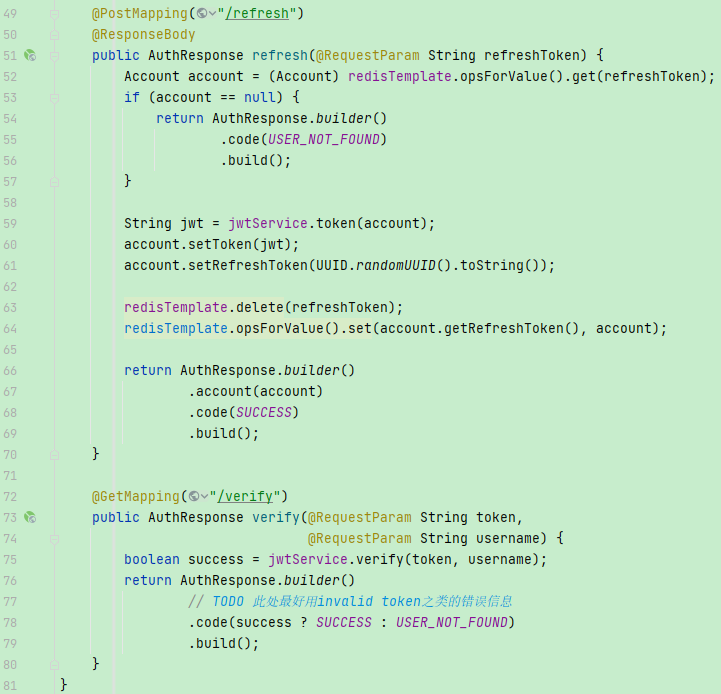 49 @PostMapping("/refresh")
50 @ResponseBody
51 public AuthResponse refresh(@RequestParam String refreshToken) {
52 Account account = (Account) redisTemplate.opsForValue().get(refreshToken);
53 if (account == null) {
54 return AuthResponse.builder()
55 .code(USER_NOT_FOUND)
56 .build();
57 }
58
59 String jwt = jwtService.token(account);
60 account.setToken(jwt);
61 account.setRefreshToken(UUID.randomUUID().toString());
62
63 redisTemplate.delete(refreshToken);
64 redisTemplate.opsForValue().set(account.getRefreshToken(), account);
65
66 return AuthResponse.builder()
67 .account(account)
68 .code(SUCCESS)
69 .build();
70 }
71
72 @GetMapping("/verify")
73 public AuthResponse verify(@RequestParam String token,
74 @RequestParam String username) {
75 boolean success = jwtService.verify(token, username);
76 return AuthResponse.builder()
77 // TODO 此处最好用invalid token之类的错误信息
78 .code(success ? SUCCESS : USER_NOT_FOUND)
79 .build();
80 }
81 }